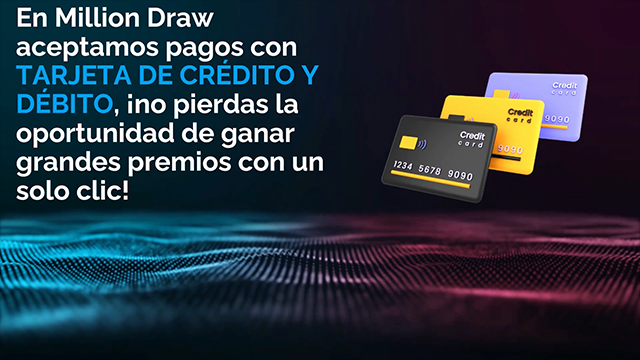 En Million Draw
aceptamos pagos con
TARJETA DE CRÉDITO Y
DÉBITO, ¡no pierdas la
oportunidad de ganar
grandes premios con un
solo clic!
Credit
card
9090
Credit
card
9090
Credit
card
1234 5678 9090